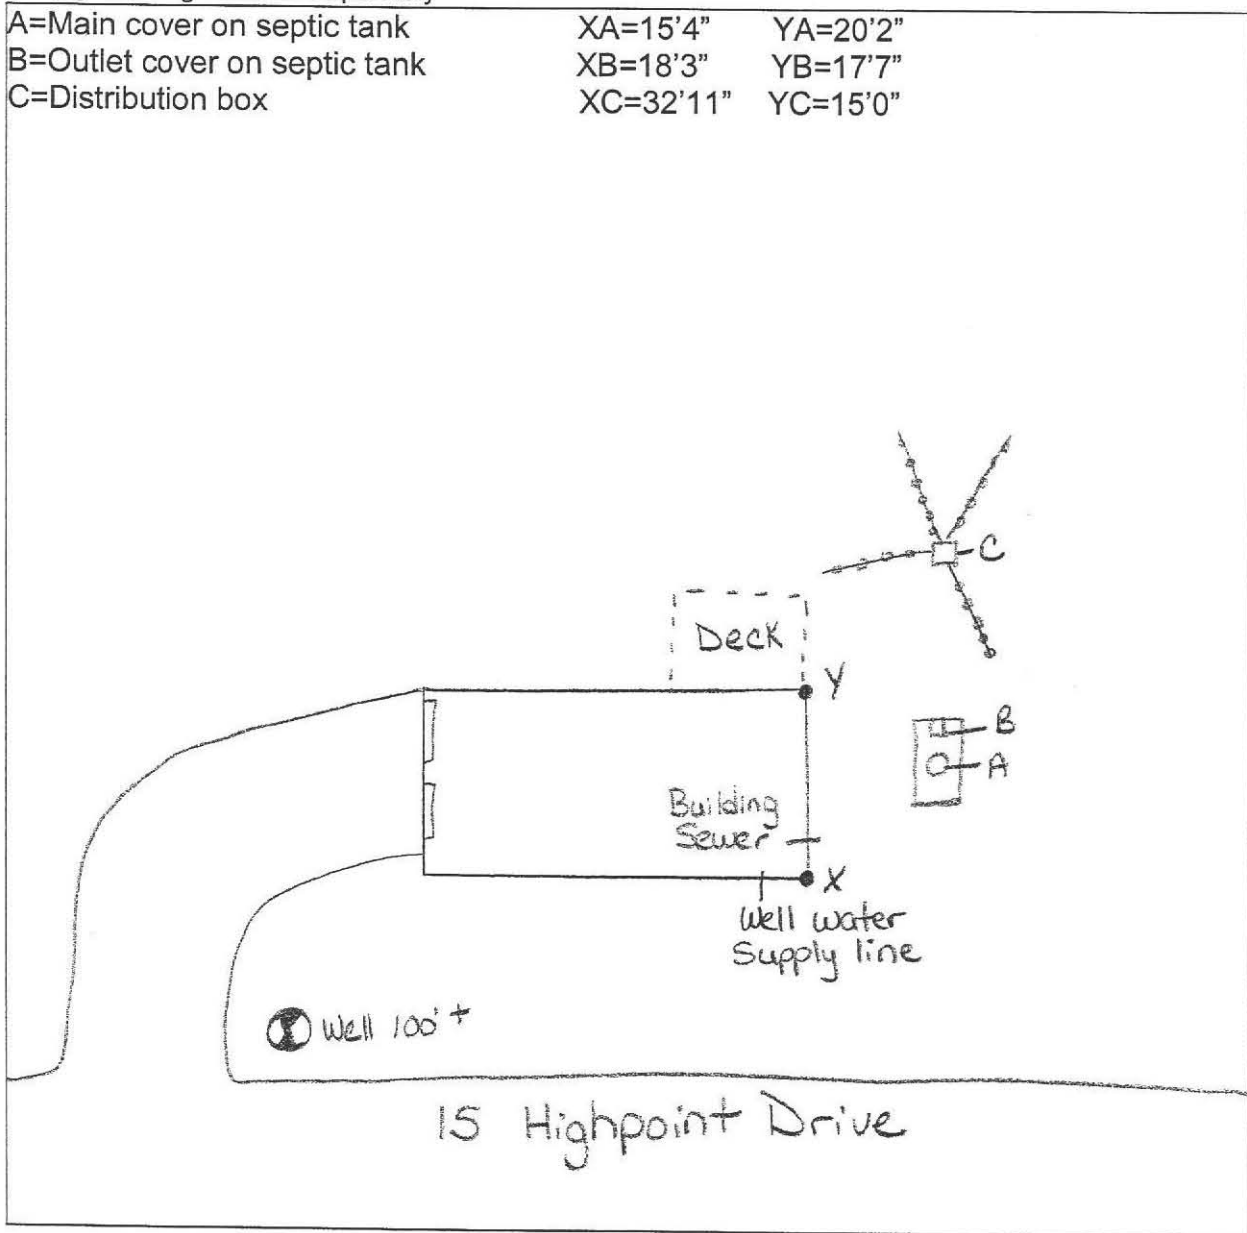 A=Main cover on septic tank XA=15'4" YA=20'2"
B=Outlet cover on septic tank XB=18'3" YB=17'7"
C=Distribution box XC=32'11" YC=15'0"
C
Deck
Y
B
A
Building
Sewer
X
Well water
Supply line
Well 100'+
15 Highpoint Drive